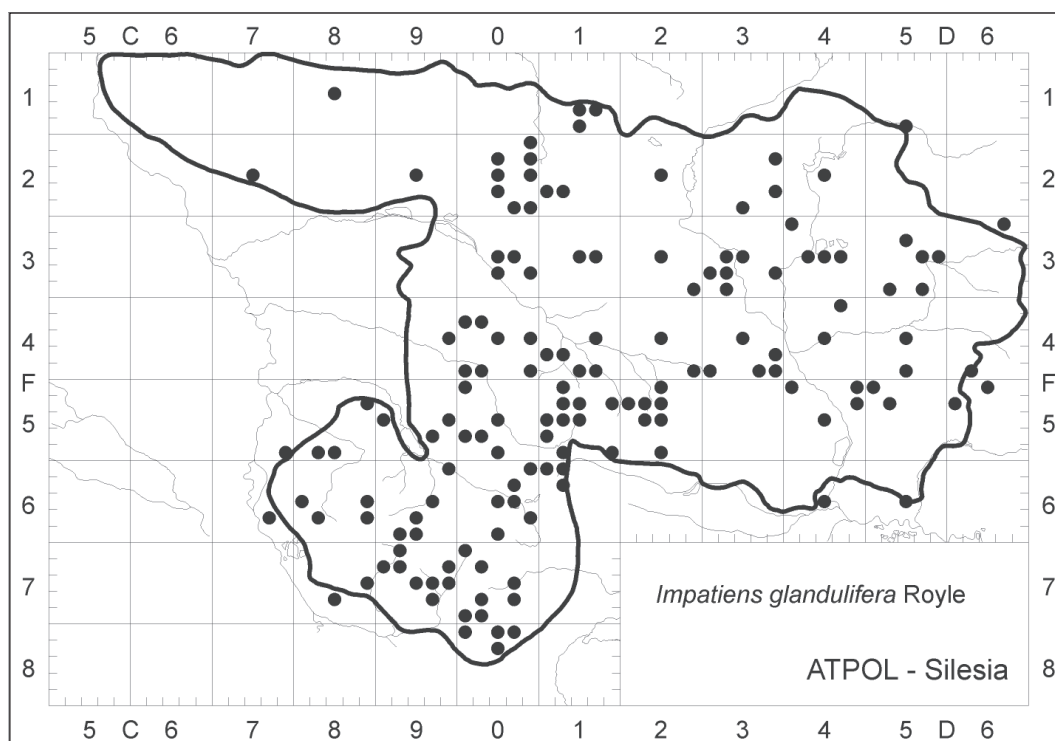 5 C 6 7 8 9 0 1 2 3 4 5 D 6
1 1
2 2
3 3
4 4
F F
5 5
6 6
7 Impatiens glandulifera Royle 7
8 ATPOL - Silesia 8
5 C 6 7 8 9 0 1 2 3 4 5 D 6